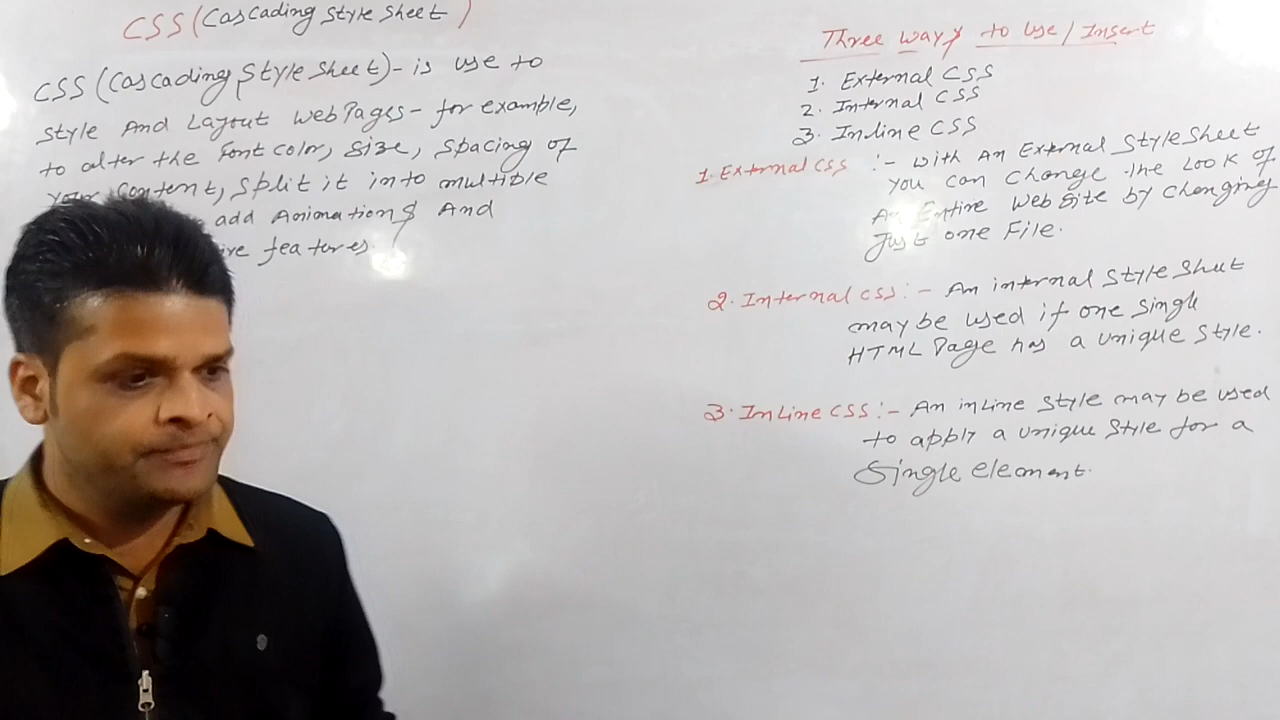 CSS (Cascading Style Sheet)
CSS (Cascading Style Sheet)- is use to
Style And Layout WebPages- for example,
to alter the Font color, Size, Spacing of
your Content, Split it into multible
add Animations And
features.
Three ways to Use/Insert
1. External CSS
2. Internal CSS
3. Inline CSS
1. External CSS :- With An External StyleSheet
you can change the Look of
An Entire Web Site by Changing
Just one File.
2. Internal CSS :- An internal Style Sheet
may be used if one Single
HTML Page has a unique Style.
3. InLine CSS :- An inLine Style may be used
to apply a unique Style for a
Single element.